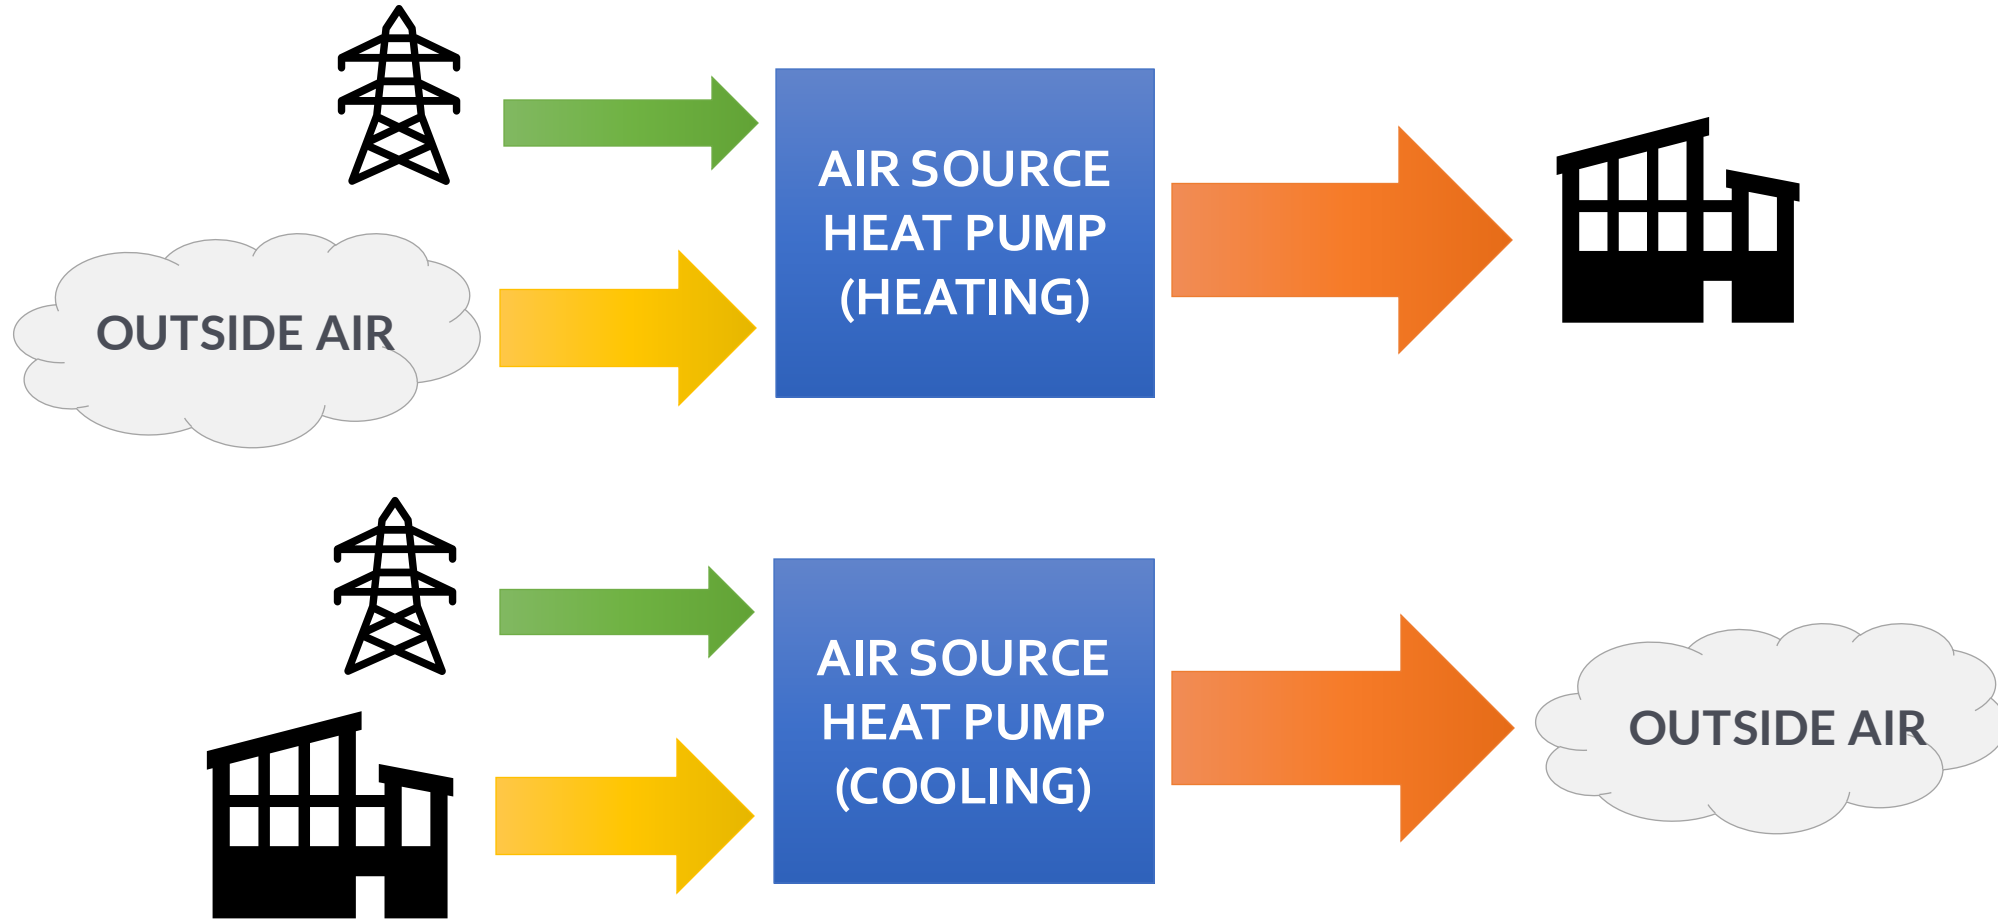 AIR SOURCE
HEAT PUMP
(HEATING)
OUTSIDE AIR
AIR SOURCE
HEAT PUMP
(COOLING)
OUTSIDE AIR